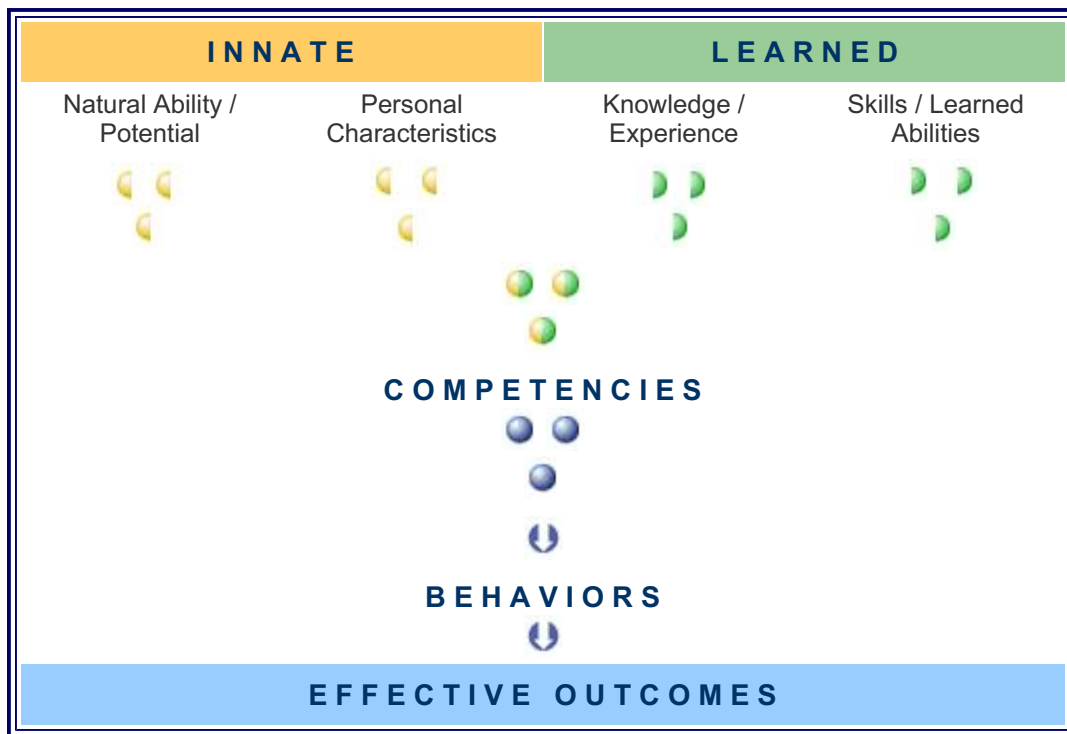 INNATE
LEARNED
Natural Ability /
Potential
Personal
Characteristics
Knowledge /
Experience
Skills / Learned
Abilities
COMPETENCIES
BEHAVIORS
EFFECTIVE OUTCOMES